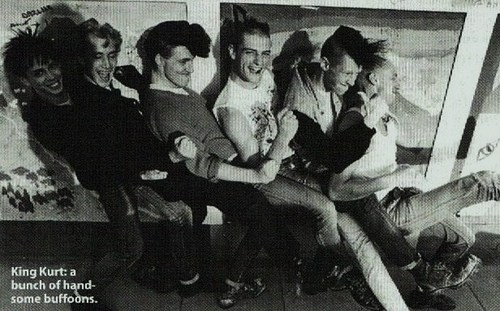 King Kurt: a
bunch of hand-
some buffoons.